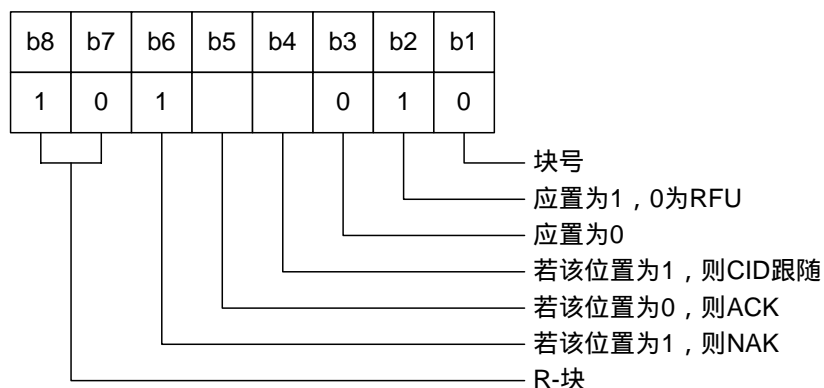 b8 b7 b6 b5 b4 b3 b2 b1
1 0 1 0 1 0
块号
应置为1，0为RFU
应置为0
若该位置为1，则CID跟随
若该位置为0，则ACK
若该位置为1，则NAK
R-块